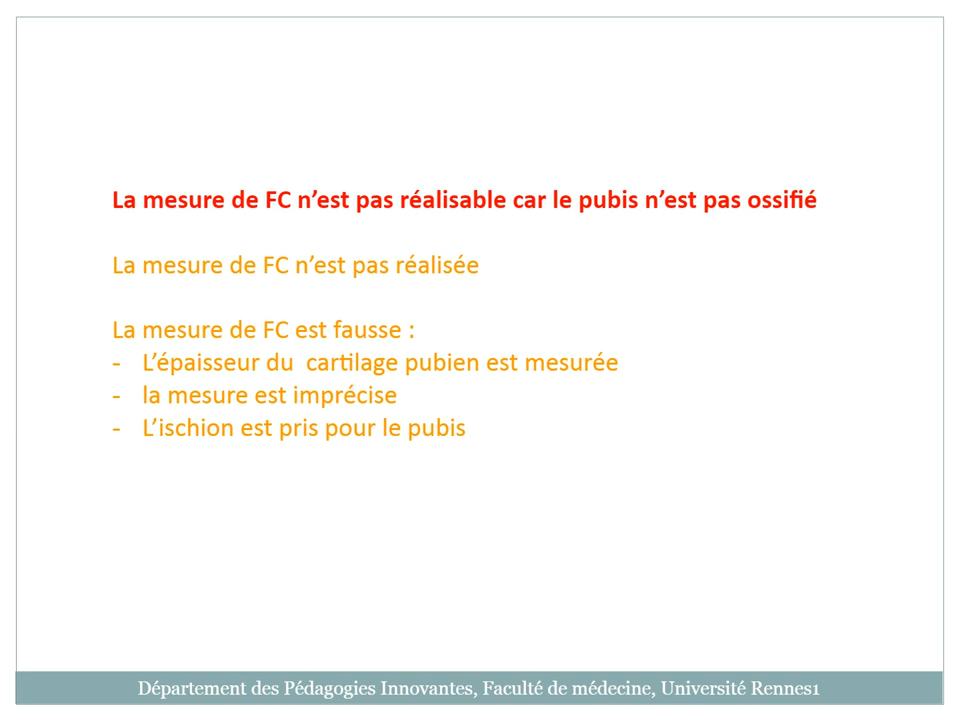 La mesure de FC n’est pas réalisable car le pubis n’est pas ossifié
La mesure de FC n’est pas réalisée
La mesure de FC est fausse :
- L’épaisseur du cartilage pubien est mesurée
- la mesure est imprécise
- L’ischion est pris pour le pubis
Département des Pédagogies Innovantes, Faculté de médecine, Université Rennes1